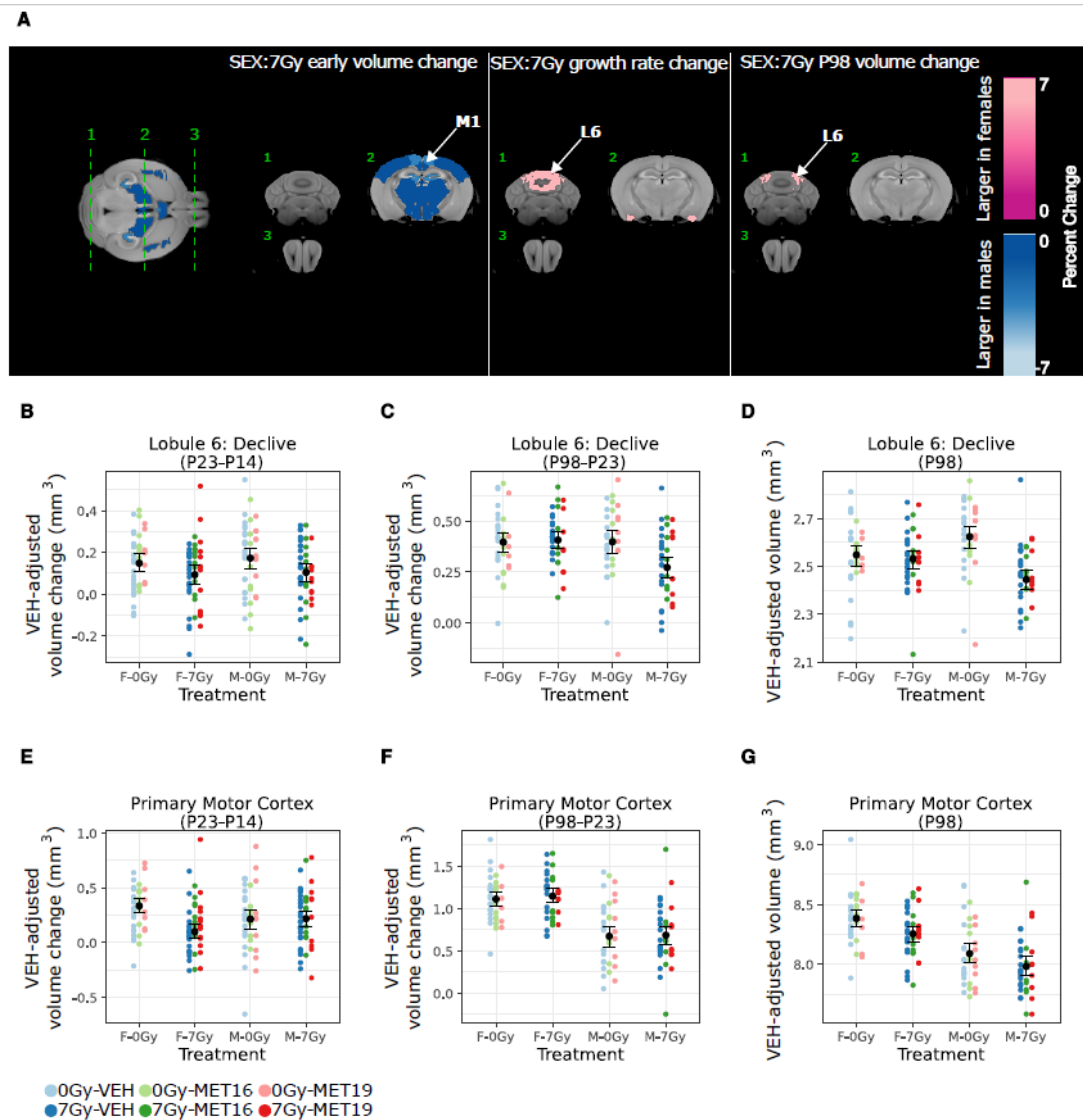 A
SEX:7Gy early volume change
SEX:7Gy growth rate change
SEX:7Gy P98 volume change
1 2 3
1 2 M1
3
1 L6 2
3
1 L6 2
3
Larger in females
Larger in males
7
0
0
-7
Percent Change
B
Lobule 6: Declive
(P23-P14)
VEH-adjusted
volume change (mm³)
0.4
0.2
0.0
-0.2
F-0Gy F-7Gy M-0Gy M-7Gy
Treatment
C
Lobule 6: Declive
(P98-P23)
VEH-adjusted
volume change (mm³)
0.50
0.25
0.00
F-0Gy F-7Gy M-0Gy M-7Gy
Treatment
D
Lobule 6: Declive
(P98)
VEH-adjusted volume (mm³)
2.7
2.5
2.3
2.1
F-0Gy F-7Gy M-0Gy M-7Gy
Treatment
E
Primary Motor Cortex
(P23-P14)
VEH-adjusted
volume change (mm³)
1.0
0.5
0.0
-0.5
F-0Gy F-7Gy M-0Gy M-7Gy
Treatment
F
Primary Motor Cortex
(P98-P23)
VEH-adjusted
volume change (mm³)
1.5
1.0
0.5
0.0
F-0Gy F-7Gy M-0Gy M-7Gy
Treatment
G
Primary Motor Cortex
(P98)
VEH-adjusted volume (mm³)
9.0
8.5
8.0
F-0Gy F-7Gy M-0Gy M-7Gy
Treatment
0Gy-VEH 0Gy-MET16 0Gy-MET19
7Gy-VEH 7Gy-MET16 7Gy-MET19